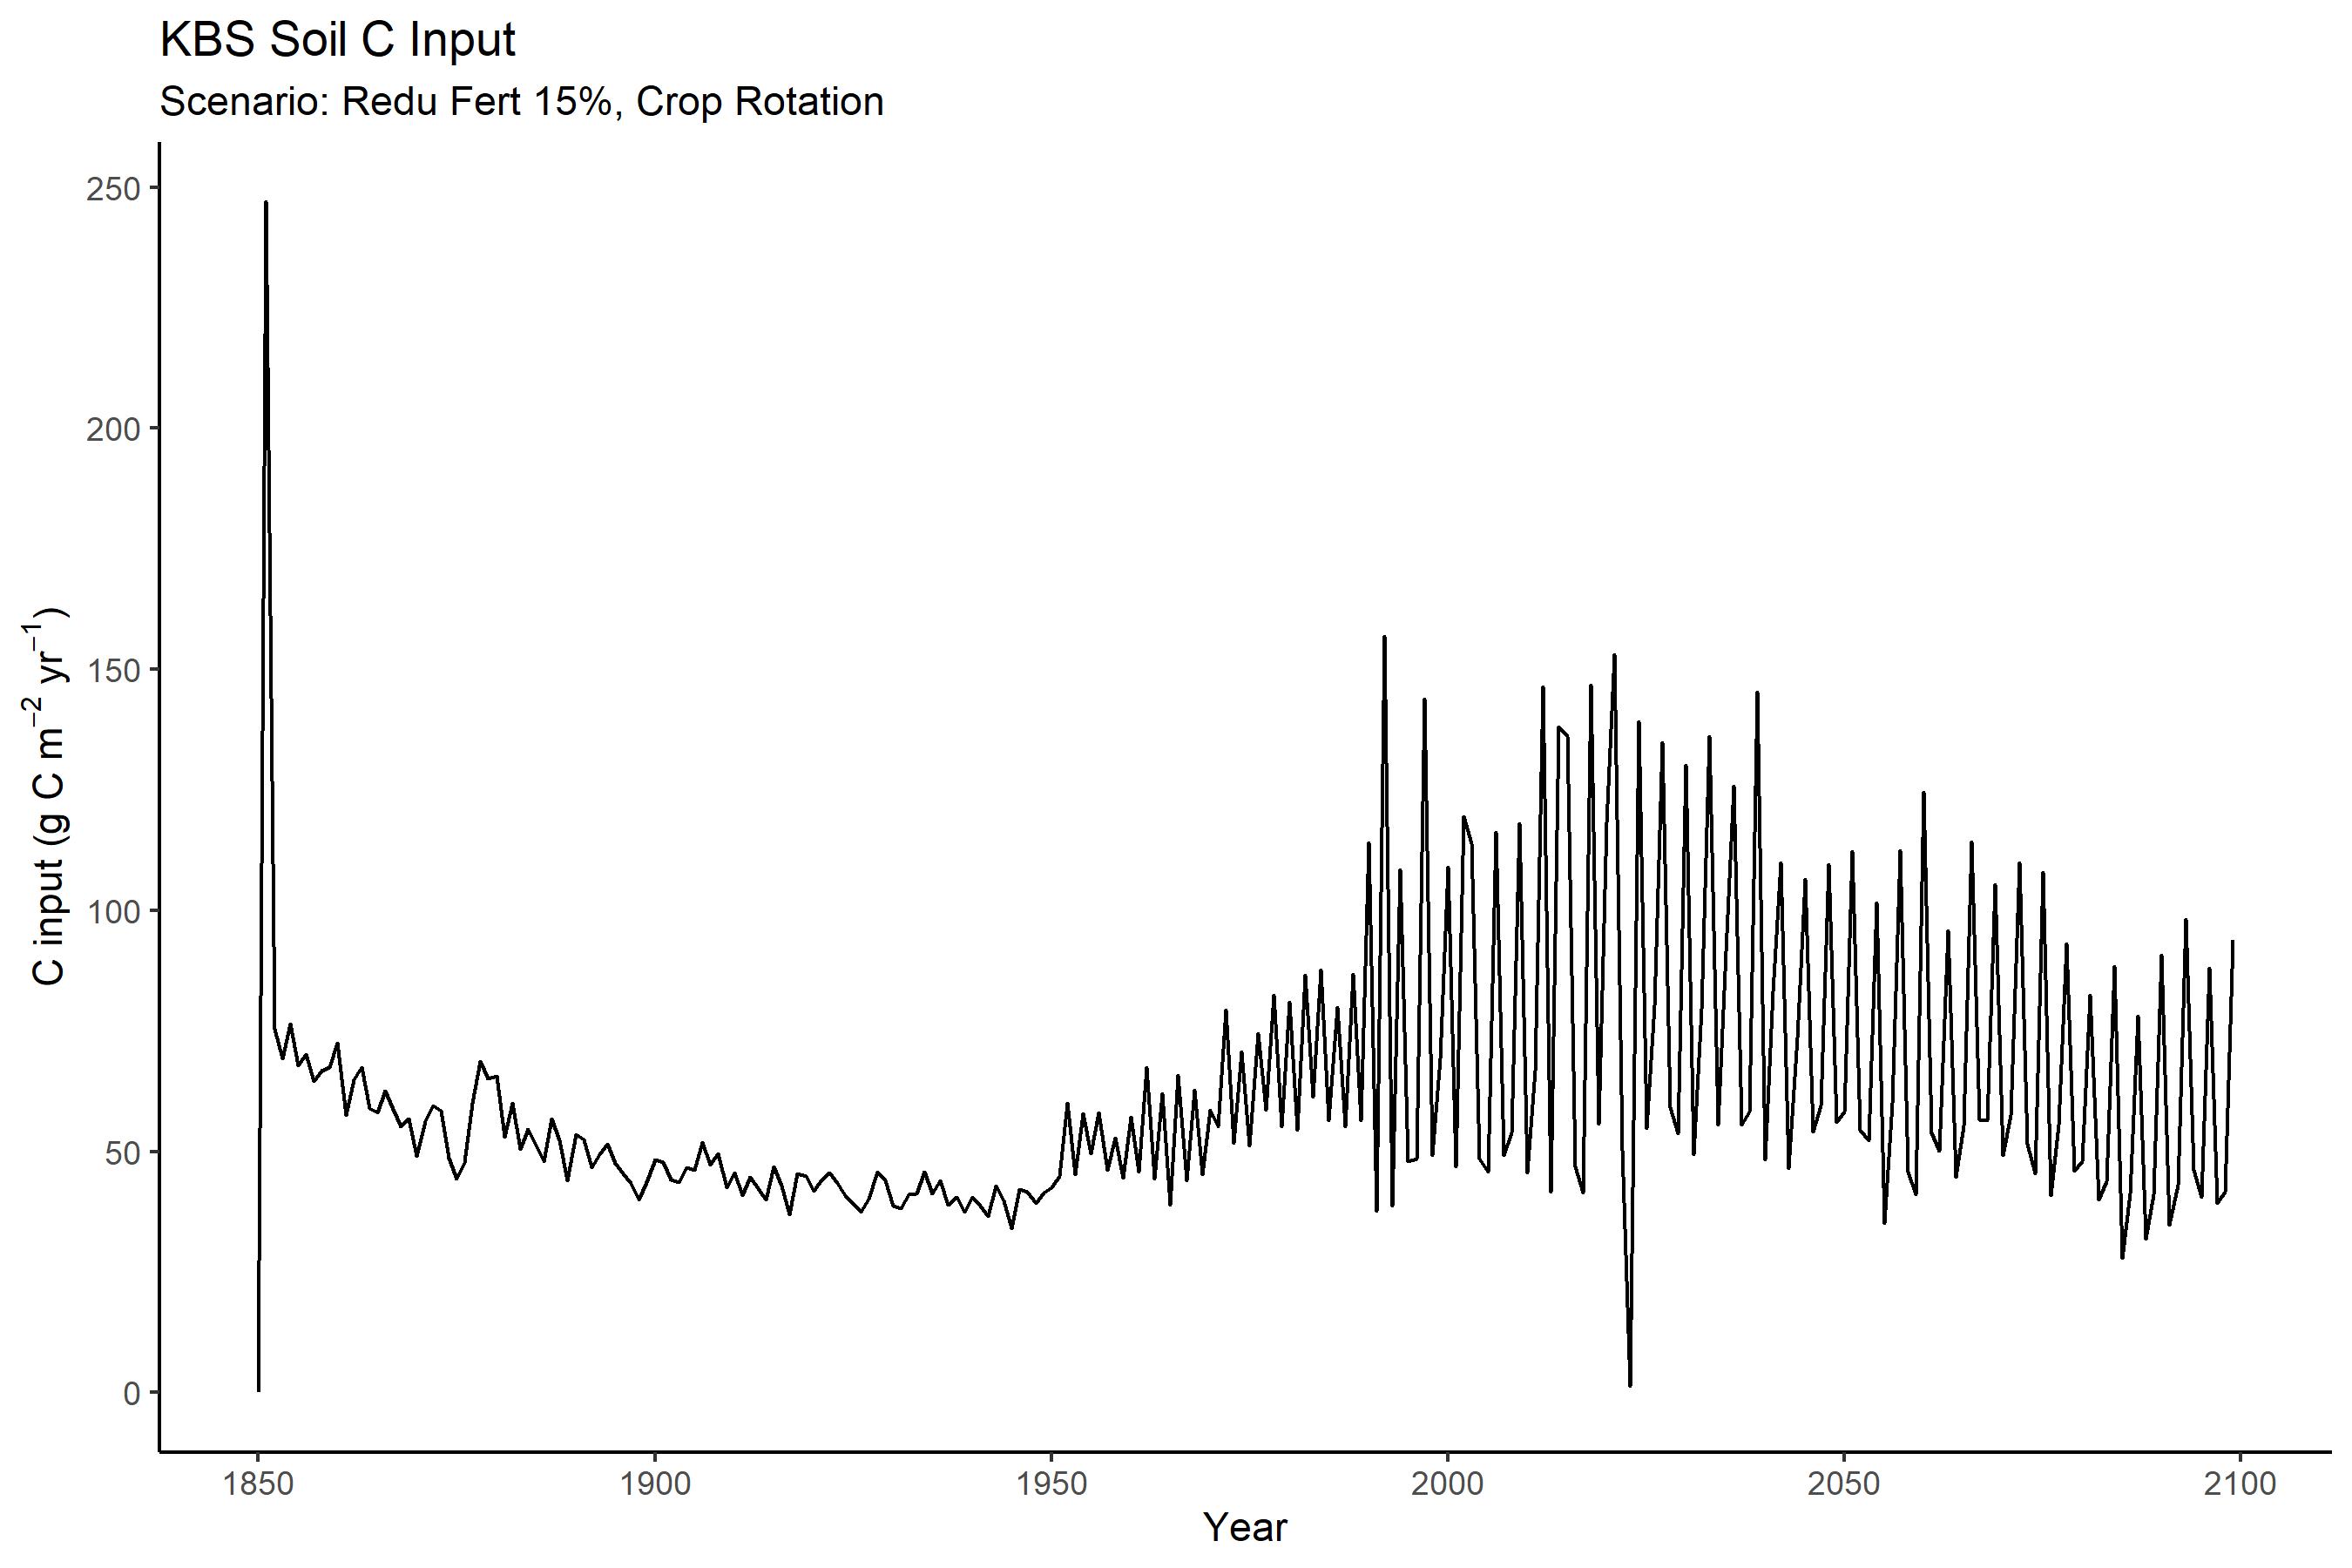 KBS Soil C Input
Scenario: Redu Fert 15%, Crop Rotation
250
200
150
100
50
0
C input (g C m⁻² yr⁻¹)
1850 1900 1950 2000 2050 2100
Year